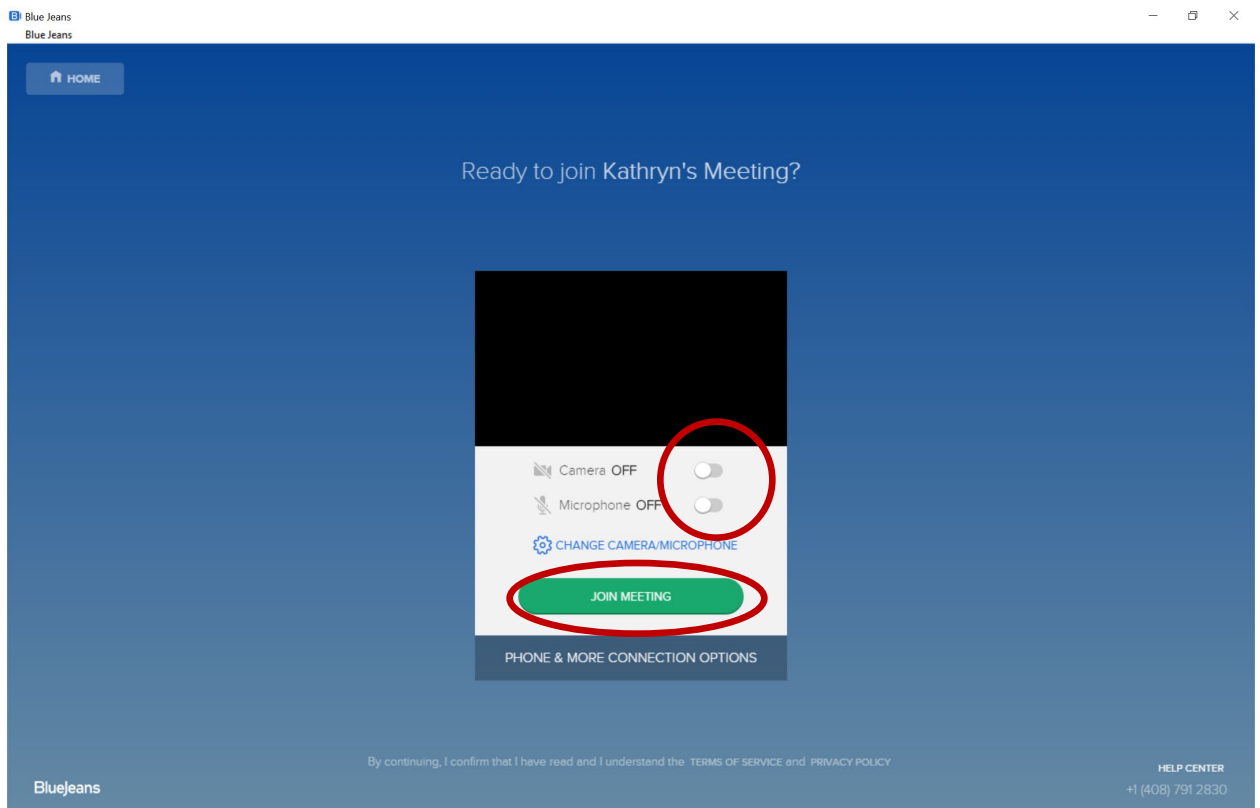 Blue Jeans
Blue Jeans
HOME
Ready to join Kathryn's Meeting?
Camera OFF
Microphone OFF
CHANGE CAMERA/MICROPHONE
JOIN MEETING
PHONE & MORE CONNECTION OPTIONS
By continuing, I confirm that I have read and I understand the TERMS OF SERVICE and PRIVACY POLICY
HELP CENTER
BlueJeans
+1 (408) 791 2830